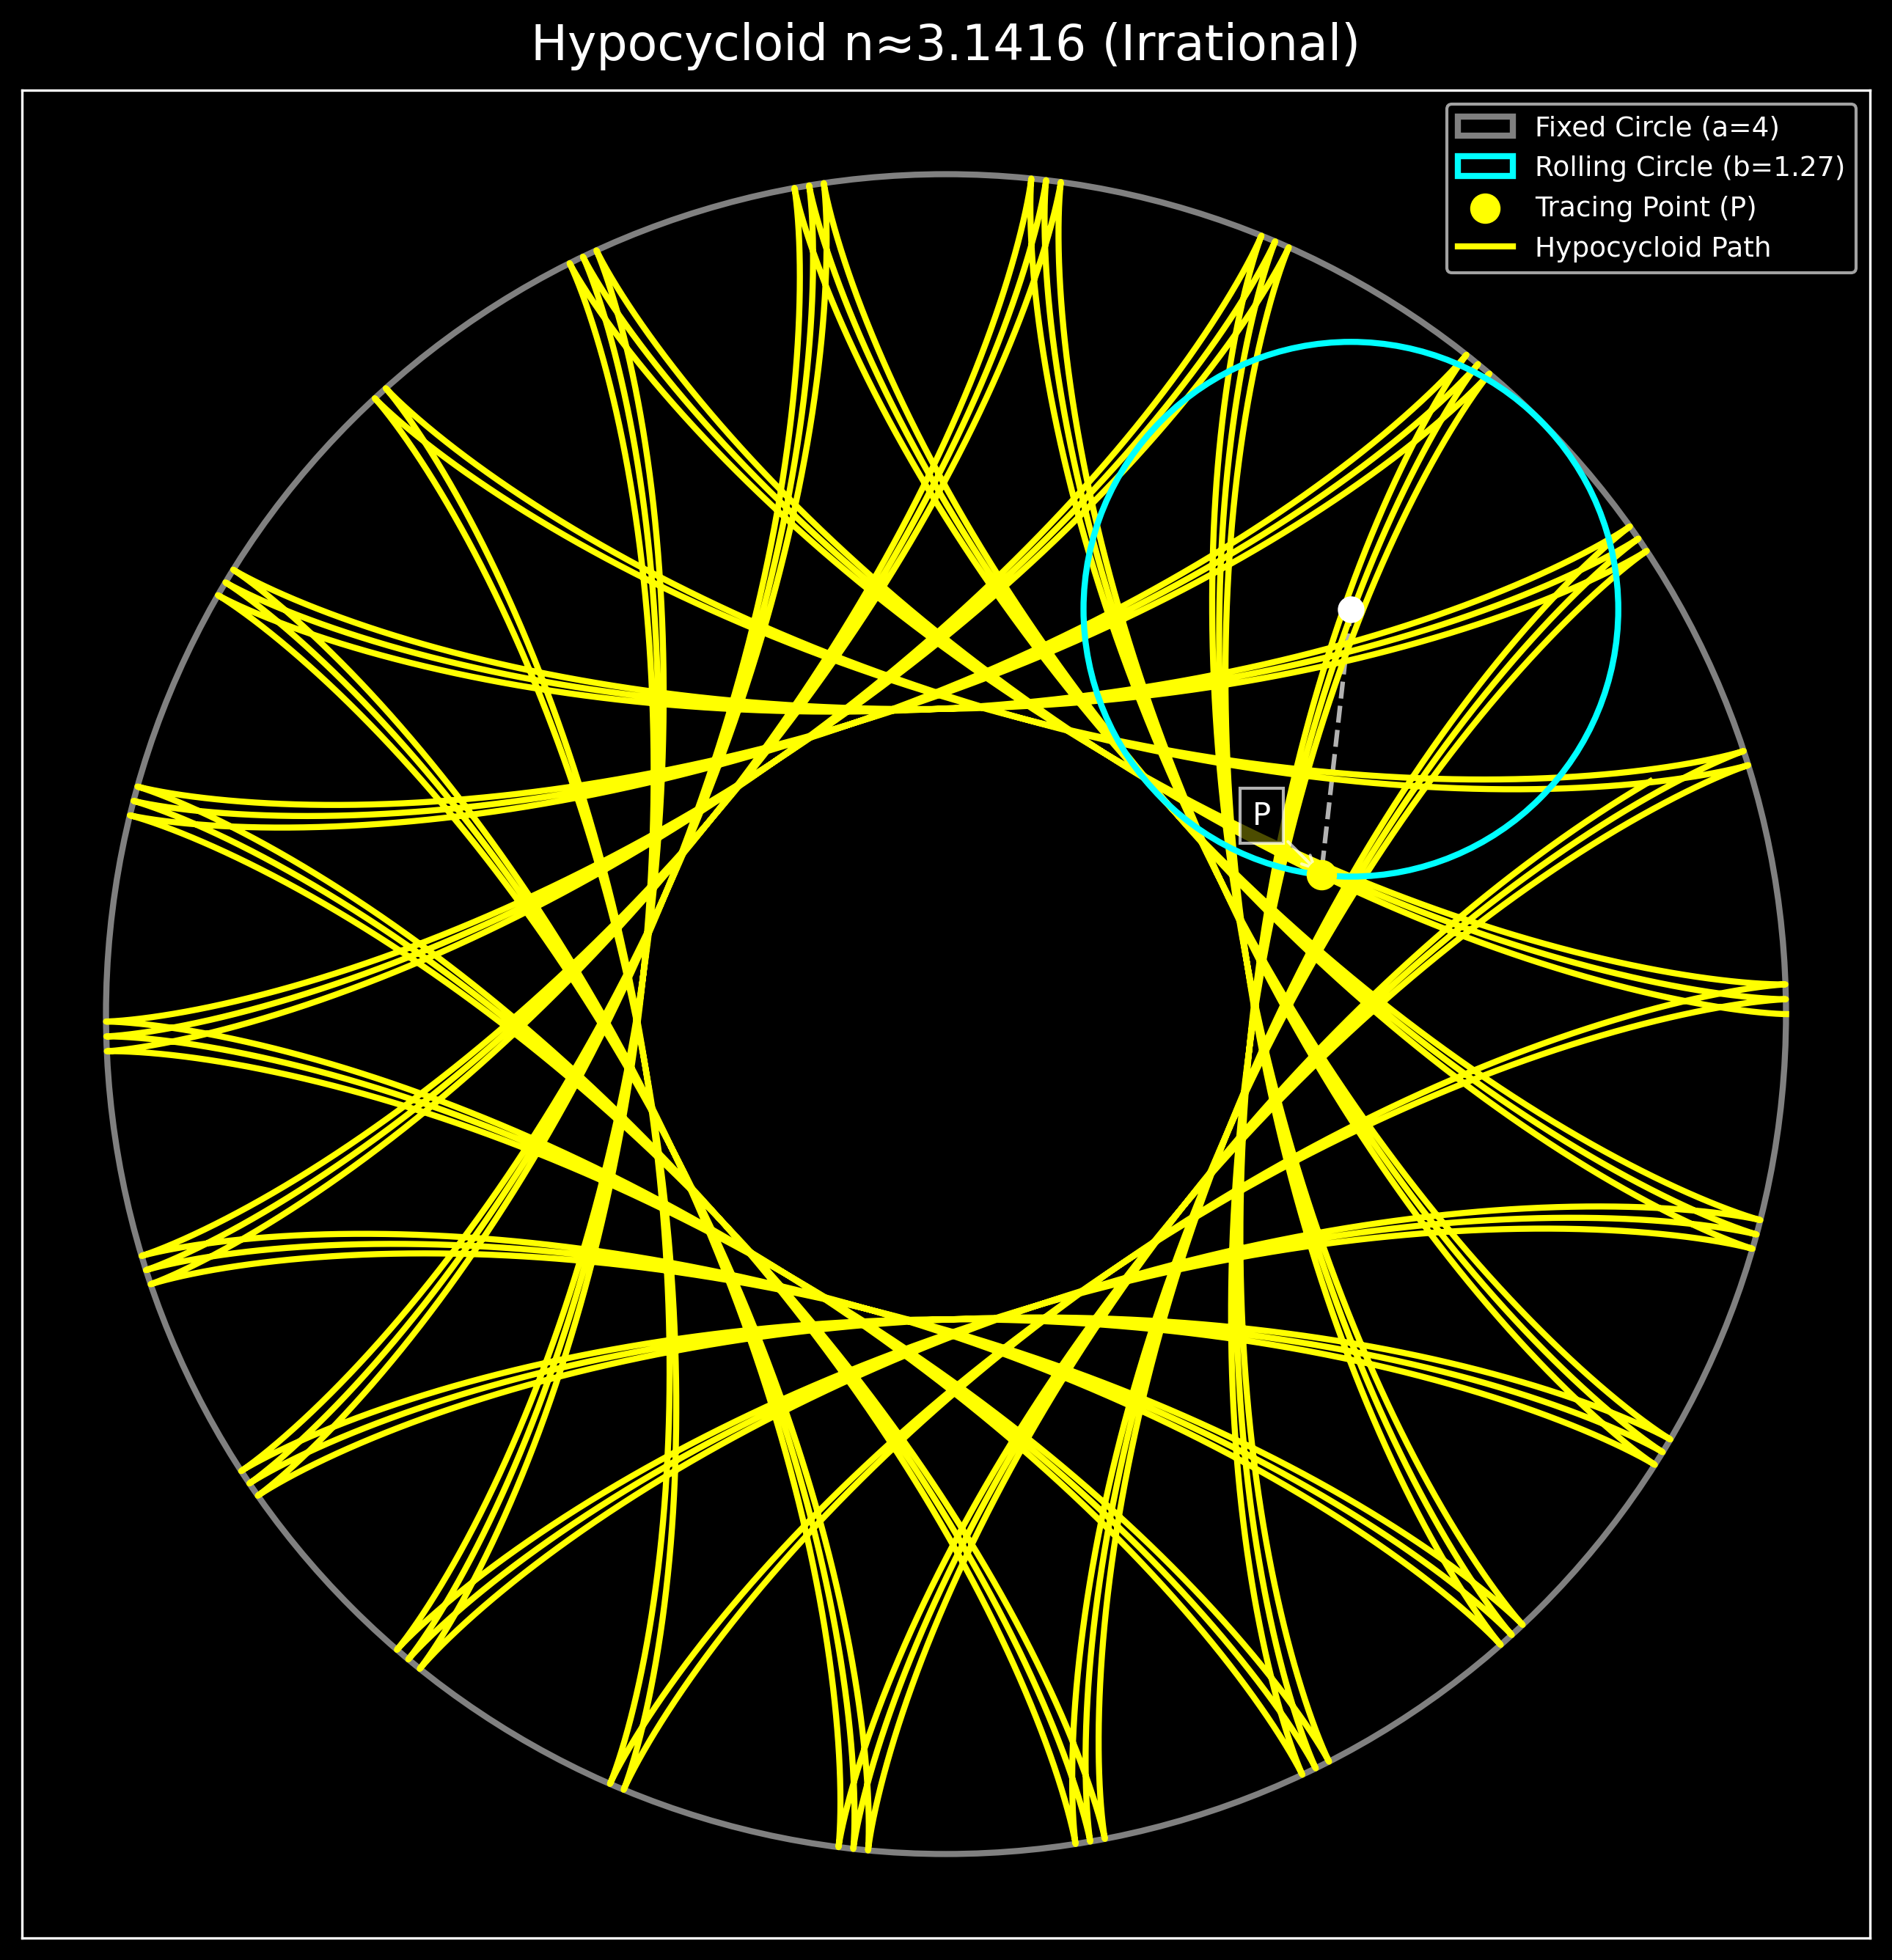 Hypocycloid n≈3.1416 (Irrational)
Fixed Circle (a=4)
Rolling Circle (b=1.27)
Tracing Point (P)
Hypocycloid Path
P